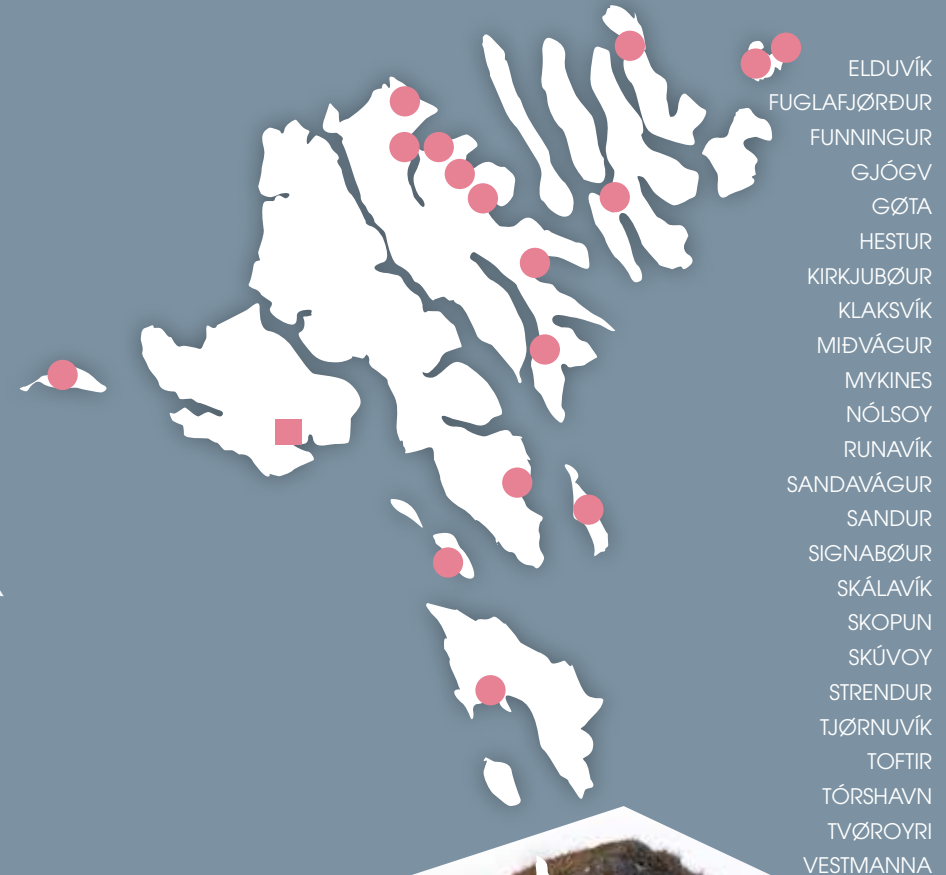 ELDUVÍK
FUGLAFJØRÐUR
FUNNINGUR
GJÓGV
GØTA
HESTUR
KIRKJUBØUR
KLAKSVÍK
MIÐVÁGUR
MYKINES
NÓLSOY
RUNAVÍK
SANDAVÁGUR
SANDUR
SIGNABØUR
SKÁLAVÍK
SKOPUN
SKÚVOY
STRENDUR
TJØRNUVÍK
TOFTIR
TÓRSHAVN
TVØROYRI
VESTMANNA